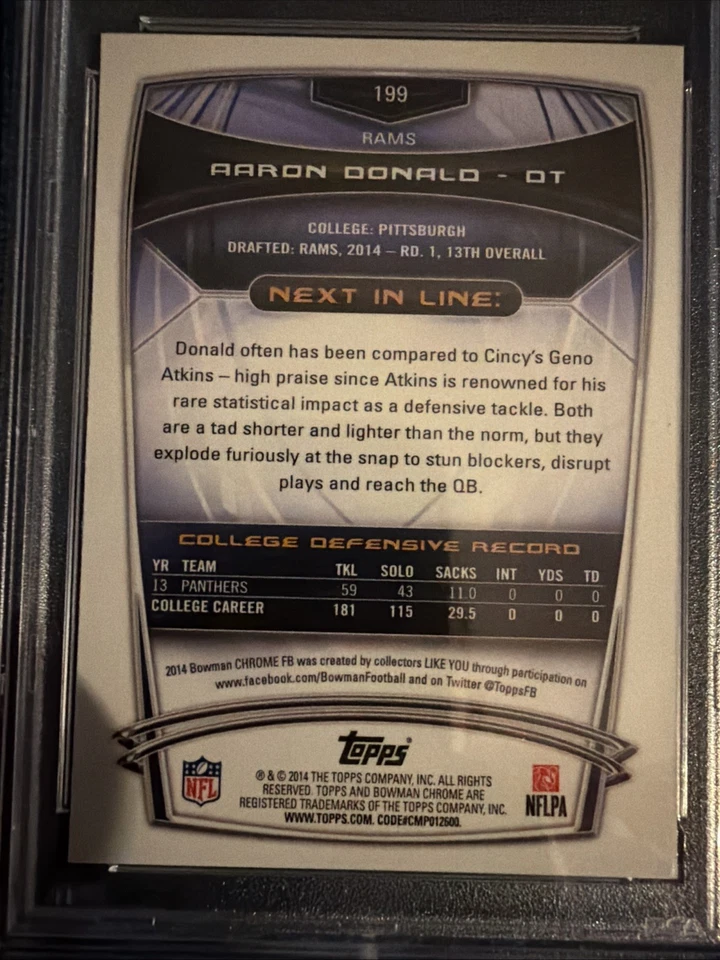 199
RAMS
AARON DONALD - DT
COLLEGE: PITTSBURGH
DRAFTED: RAMS, 2014 – RD. 1, 13TH OVERALL
NEXT IN LINE:
Donald often has been compared to Cincy's Geno
Atkins – high praise since Atkins is renowned for his
rare statistical impact as a defensive tackle. Both
are a tad shorter and lighter than the norm, but they
explode furiously at the snap to stun blockers, disrupt
plays and reach the QB.
COLLEGE DEFENSIVE RECORD
YR TEAM TKL SOLO SACKS INT YDS TD
13 PANTHERS 59 43 11.0 0 0 0
COLLEGE CAREER 181 115 29.5 0 0 0
2014 Bowman CHROME FB was created by collectors LIKE YOU through participation on
www.facebook.com/BowmanFootball and on Twitter @ToppsFB
Topps®
NFL
® & © 2014 THE TOPPS COMPANY, INC. ALL RIGHTS
RESERVED. TOPPS AND BOWMAN CHROME ARE
REGISTERED TRADEMARKS OF THE TOPPS COMPANY, INC.
WWW.TOPPS.COM. CODE#CMP012600.
NFLPA